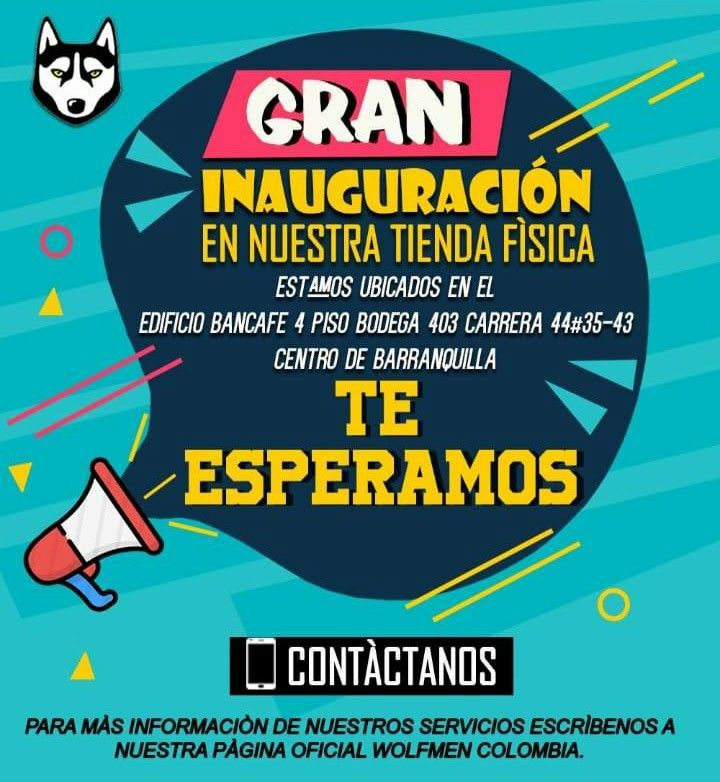 GRAN
INAUGURACIÓN
EN NUESTRA TIENDA FÌSICA
ESTAMOS UBICADOS EN EL
EDIFICIO BANCAFE 4 PISO BODEGA 403 CARRERA 44#35-43
CENTRO DE BARRANQUILLA
TE
ESPERAMOS
CONTÀCTANOS
PARA MÀS INFORMACIÒN DE NUESTROS SERVICIOS ESCRÌBENOS A
NUESTRA PÀGINA OFICIAL WOLFMEN COLOMBIA.